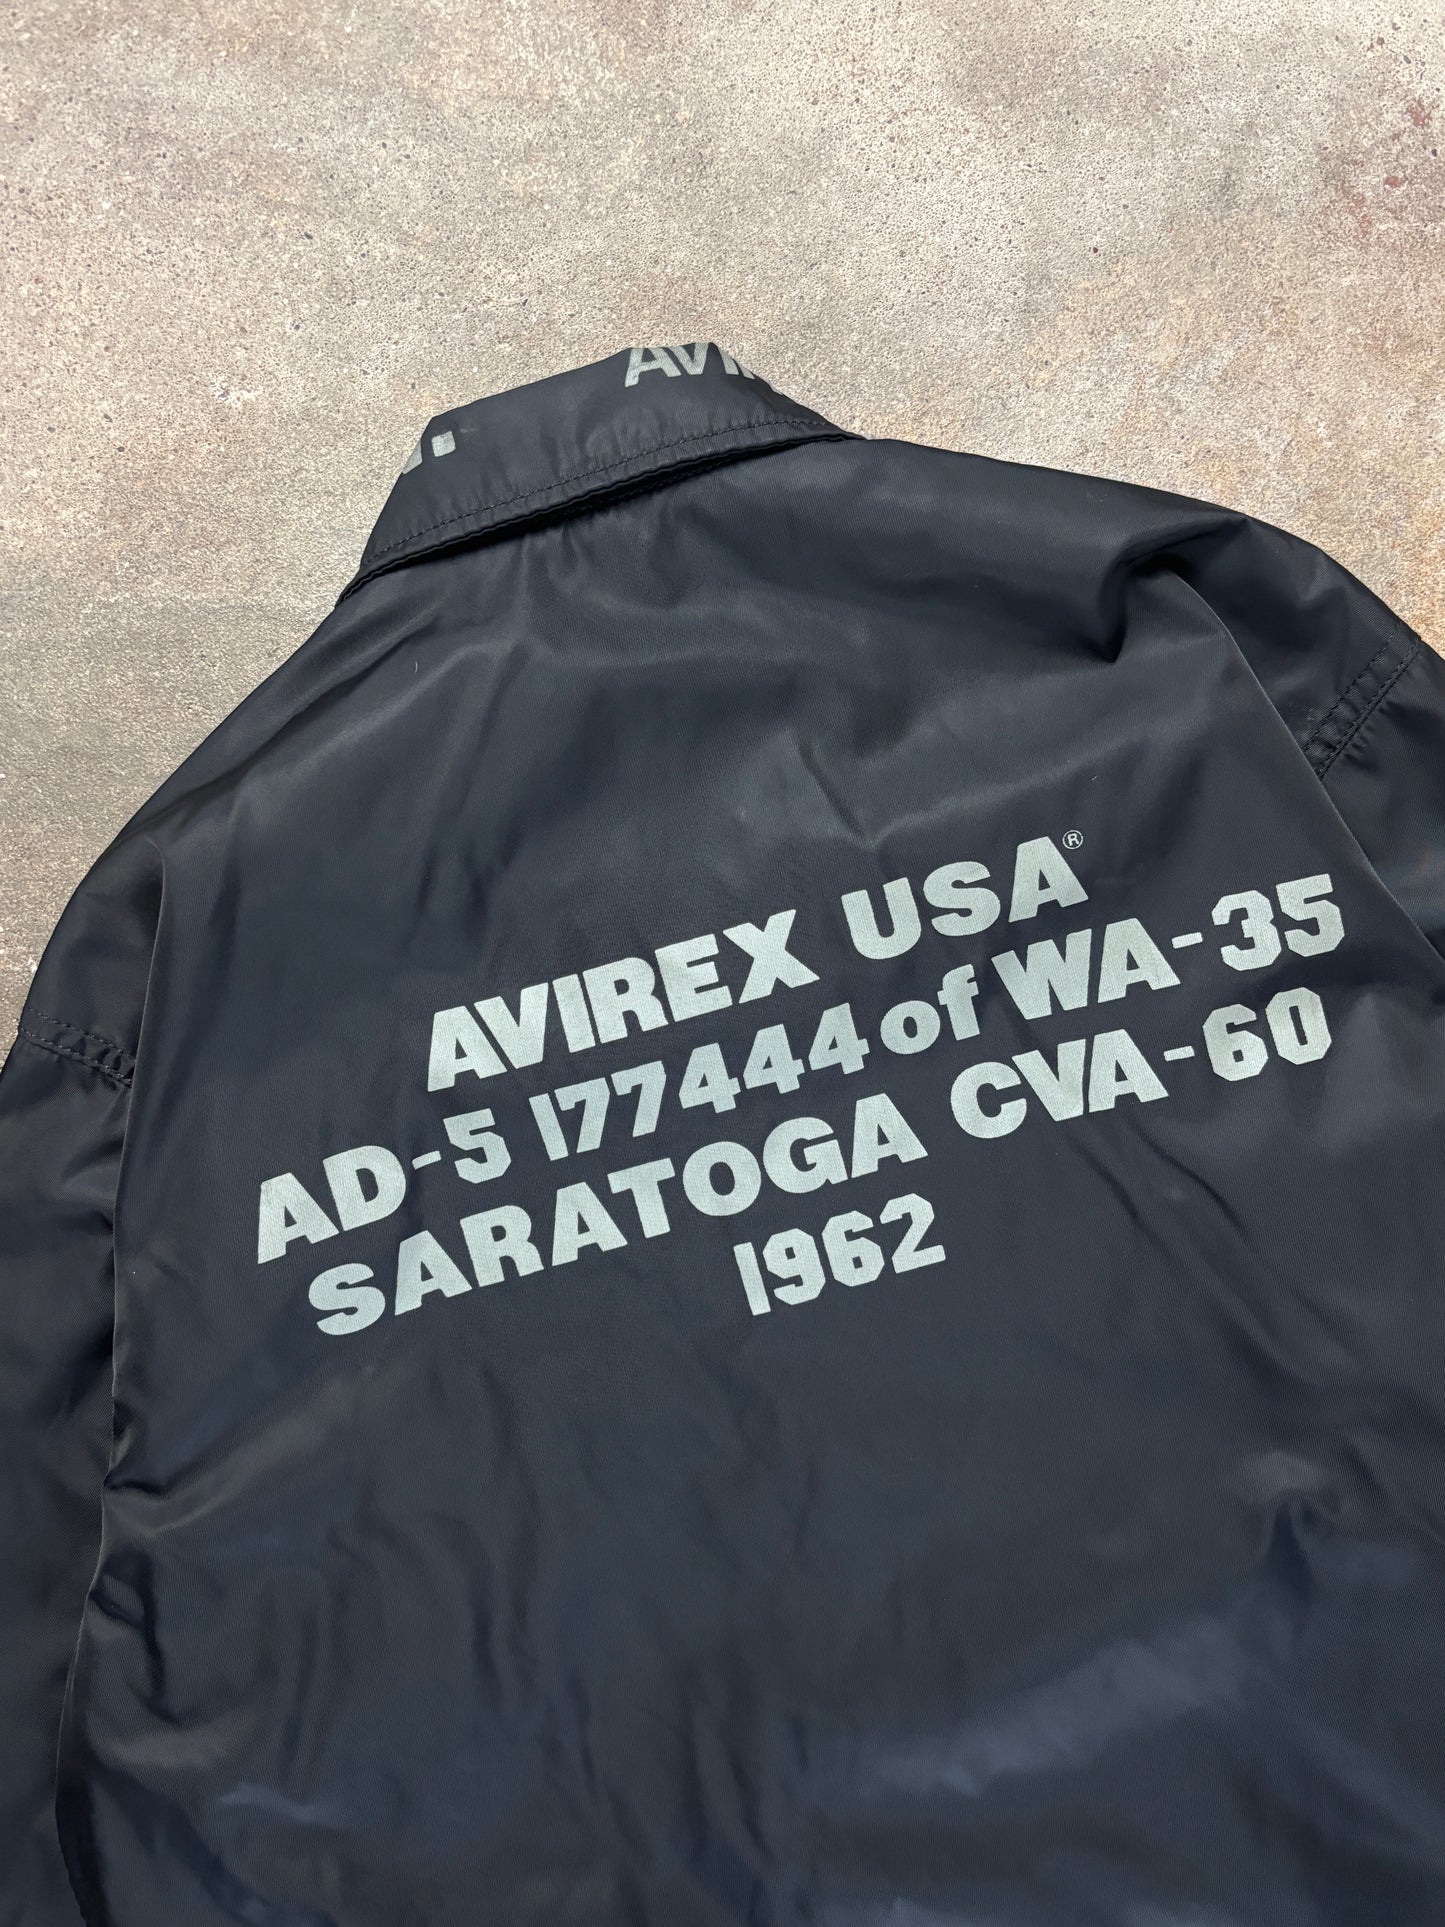 AVIREX USA®
AD-5 177444 of WA-35
SARATOGA CVA-60
1962